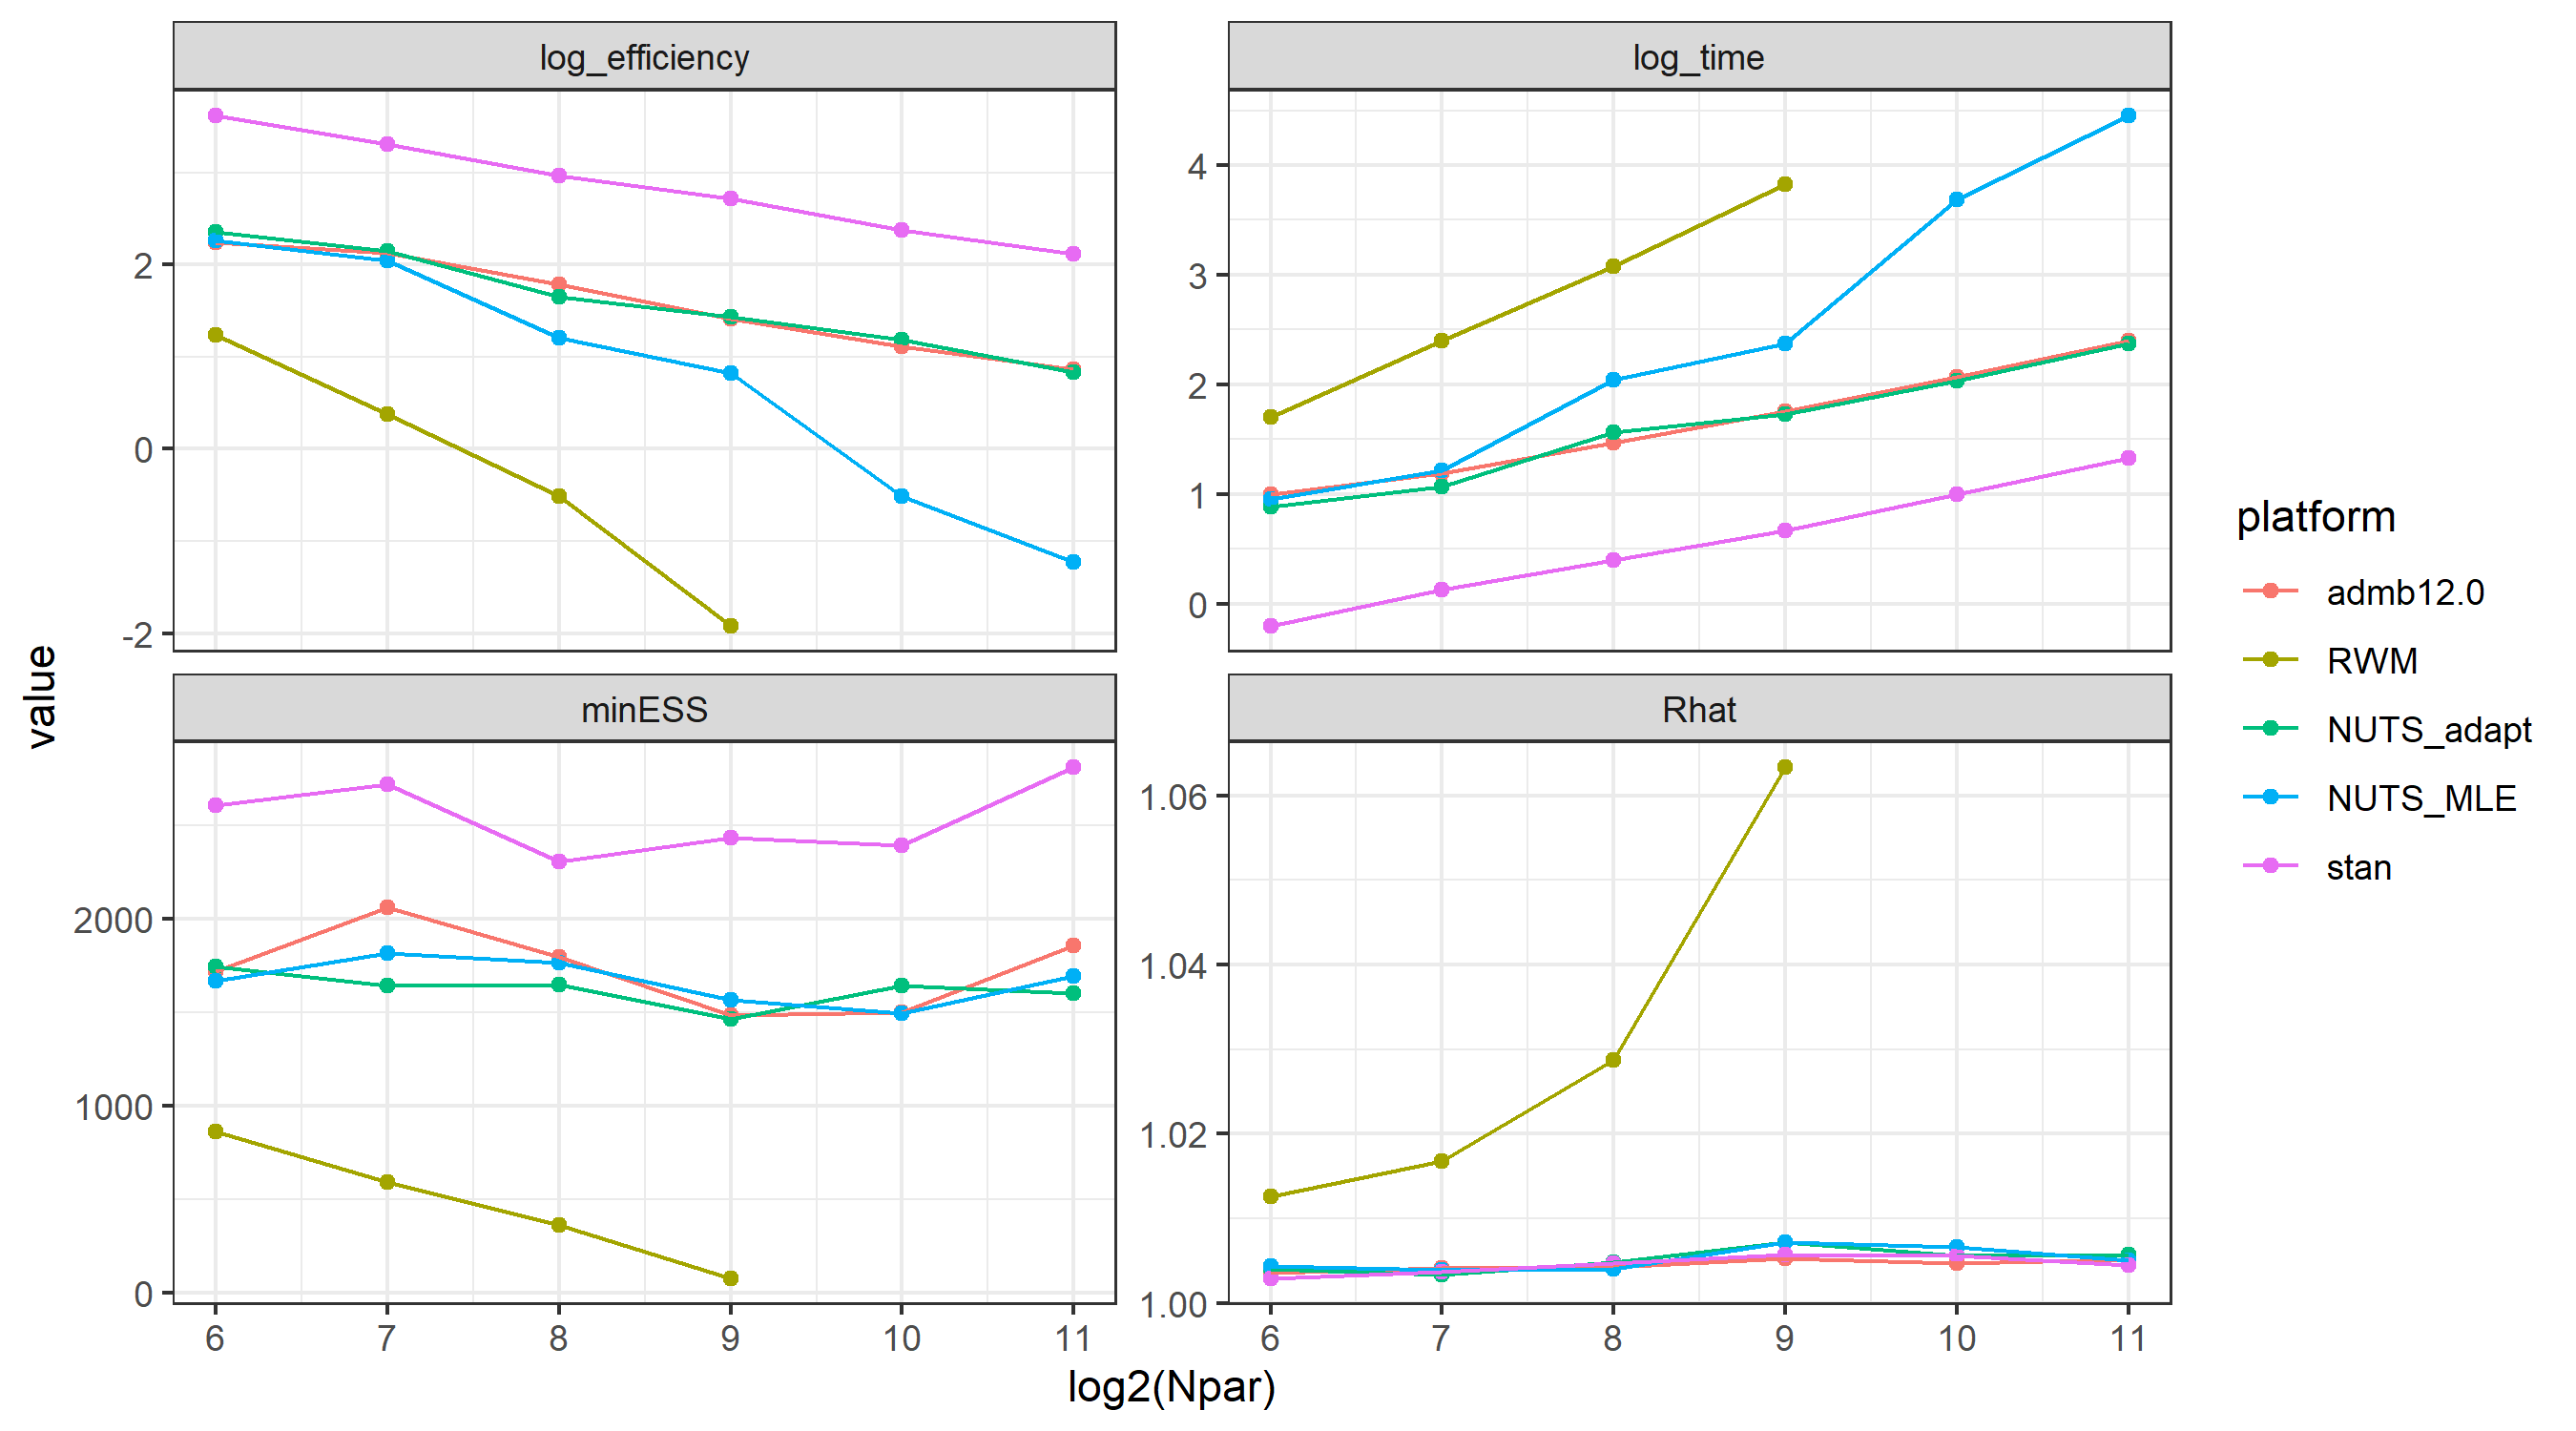 log_efficiency
log_time
2
0
-2
4
3
2
1
0
value
minESS
Rhat
2000
1000
0
1.06
1.04
1.02
1.00
6 7 8 9 10 11
6 7 8 9 10 11
log2(Npar)
platform
admb12.0
RWM
NUTS_adapt
NUTS_MLE
stan